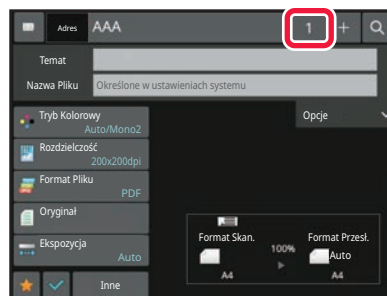 Adres AAA 1 +
Temat
Nazwa Pliku Określone w ustawieniach systemu
Tryb Kolorowy
Auto/Mono2
Opcje
Rozdzielczość
200x200dpi
Format Pliku
PDF
Oryginał
Ekspozycja
Auto
Inne
Format Skan.
A4
100%
Format Przesł.
Auto
A4